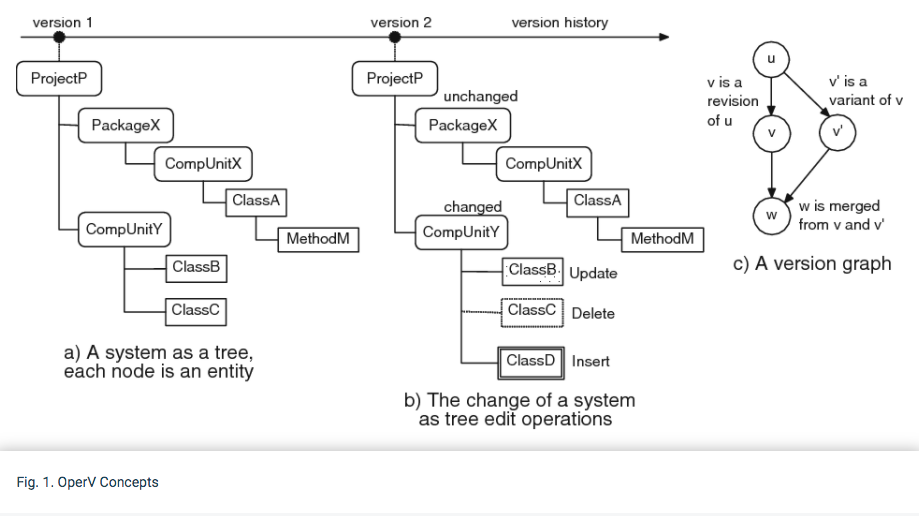 version 1
version 2
version history
ProjectP
PackageX
CompUnitX
ClassA
MethodM
CompUnitY
ClassB
ClassC
a) A system as a tree,
each node is an entity
ProjectP
unchanged
PackageX
CompUnitX
ClassA
MethodM
changed
CompUnitY
ClassB
Update
ClassC
Delete
ClassD
Insert
b) The change of a system
as tree edit operations
u
v is a
revision
of u
v' is a
variant of v
v
v'
w
w is merged
from v and v'
c) A version graph
Fig. 1. OperV Concepts